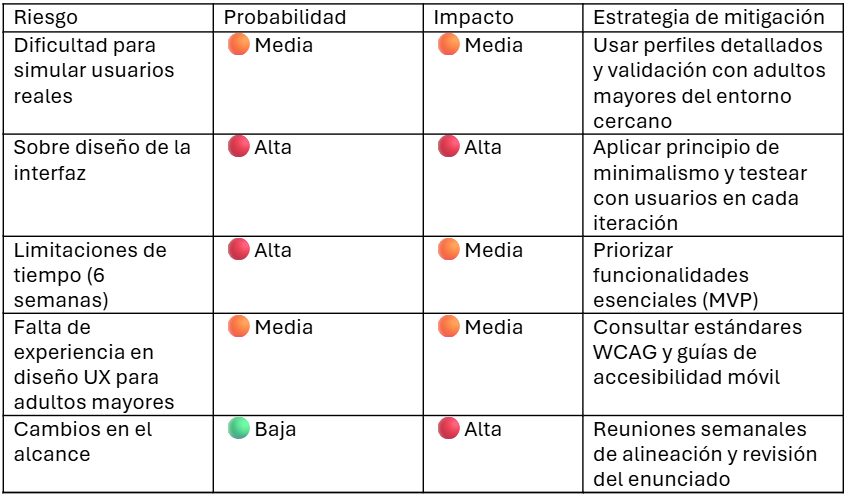 Riesgo
Probabilidad
Impacto
Estrategia de mitigación
Dificultad para
simular usuarios
reales
Media
Media
Usar perfiles detallados
y validación con adultos
mayores del entorno
cercano
Sobre diseño de la
interfaz
Alta
Alta
Aplicar principio de
minimalismo y testear
con usuarios en cada
iteración
Limitaciones de
tiempo (6
semanas)
Alta
Media
Priorizar
funcionalidades
esenciales (MVP)
Falta de
experiencia en
diseño UX para
adultos mayores
Media
Media
Consultar estándares
WCAG y guías de
accesibilidad móvil
Cambios en el
alcance
Baja
Alta
Reuniones semanales
de alineación y revisión
del enunciado